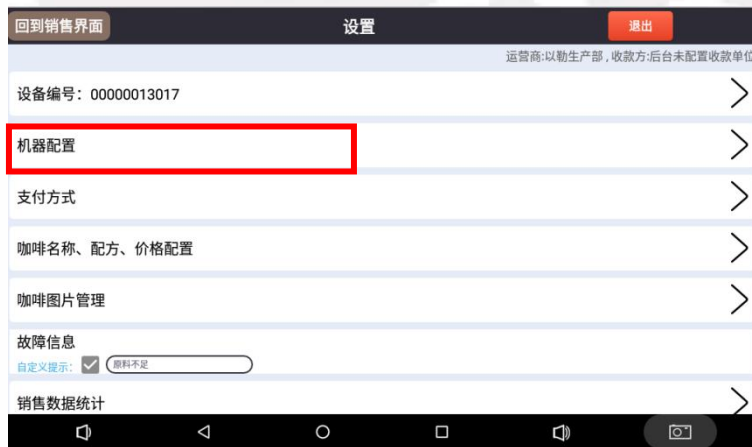 回到销售界面 设置 退出
运营商:以勒生产部 , 收款方:后台未配置收款单位
设备编号：00000013017
机器配置
支付方式
咖啡名称、配方、价格配置
咖啡图片管理
故障信息
自定义提示： 原料不足
销售数据统计